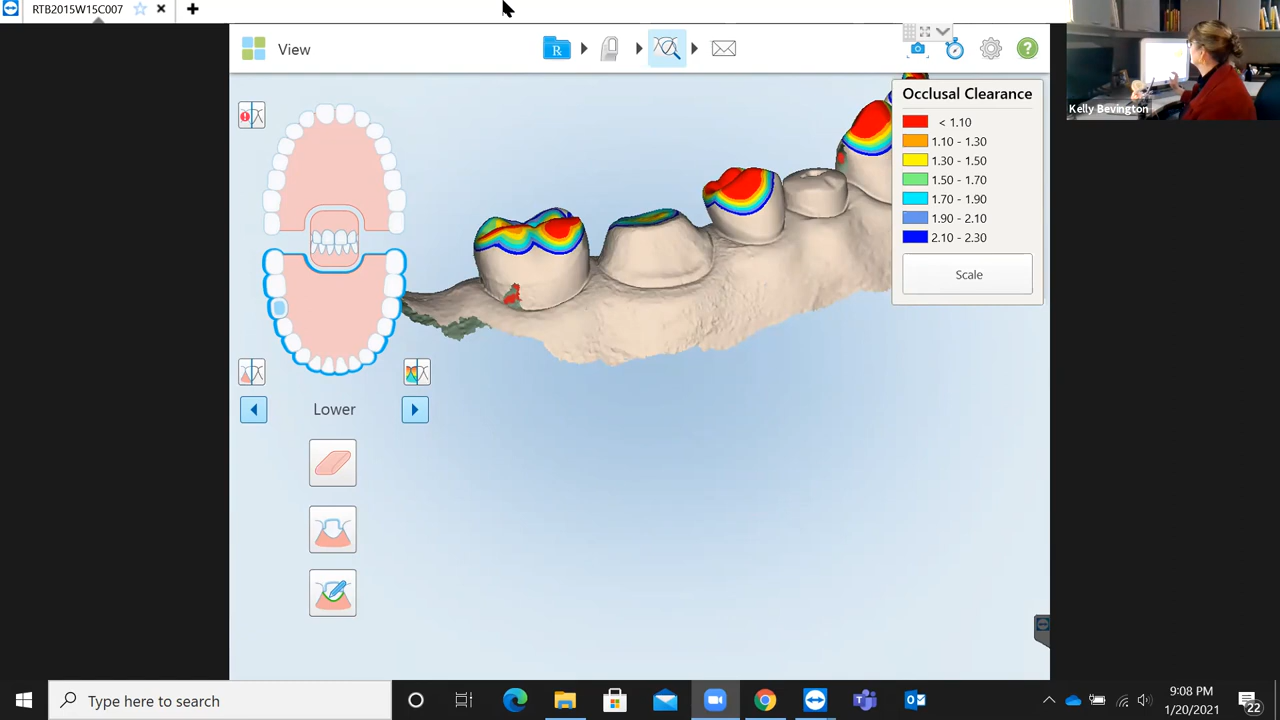 RTB2015W15C007
View
R
?
Kelly Bevington
Occlusal Clearance
< 1.10
1.10 - 1.30
1.30 - 1.50
1.50 - 1.70
1.70 - 1.90
1.90 - 2.10
2.10 - 2.30
Scale
Lower
Type here to search
9:08 PM
1/20/2021
22